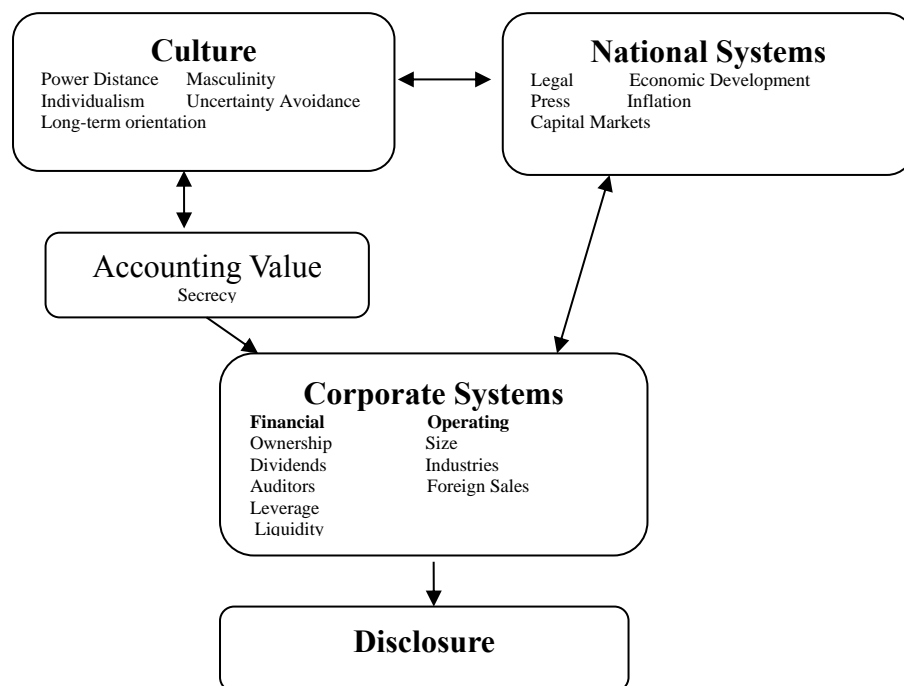 Culture
Power Distance Masculinity
Individualism Uncertainty Avoidance
Long-term orientation
National Systems
Legal Economic Development
Press Inflation
Capital Markets
Accounting Value
Secrecy
Corporate Systems
Financial Operating
Ownership Size
Dividends Industries
Auditors Foreign Sales
Leverage
Liquidity
Disclosure